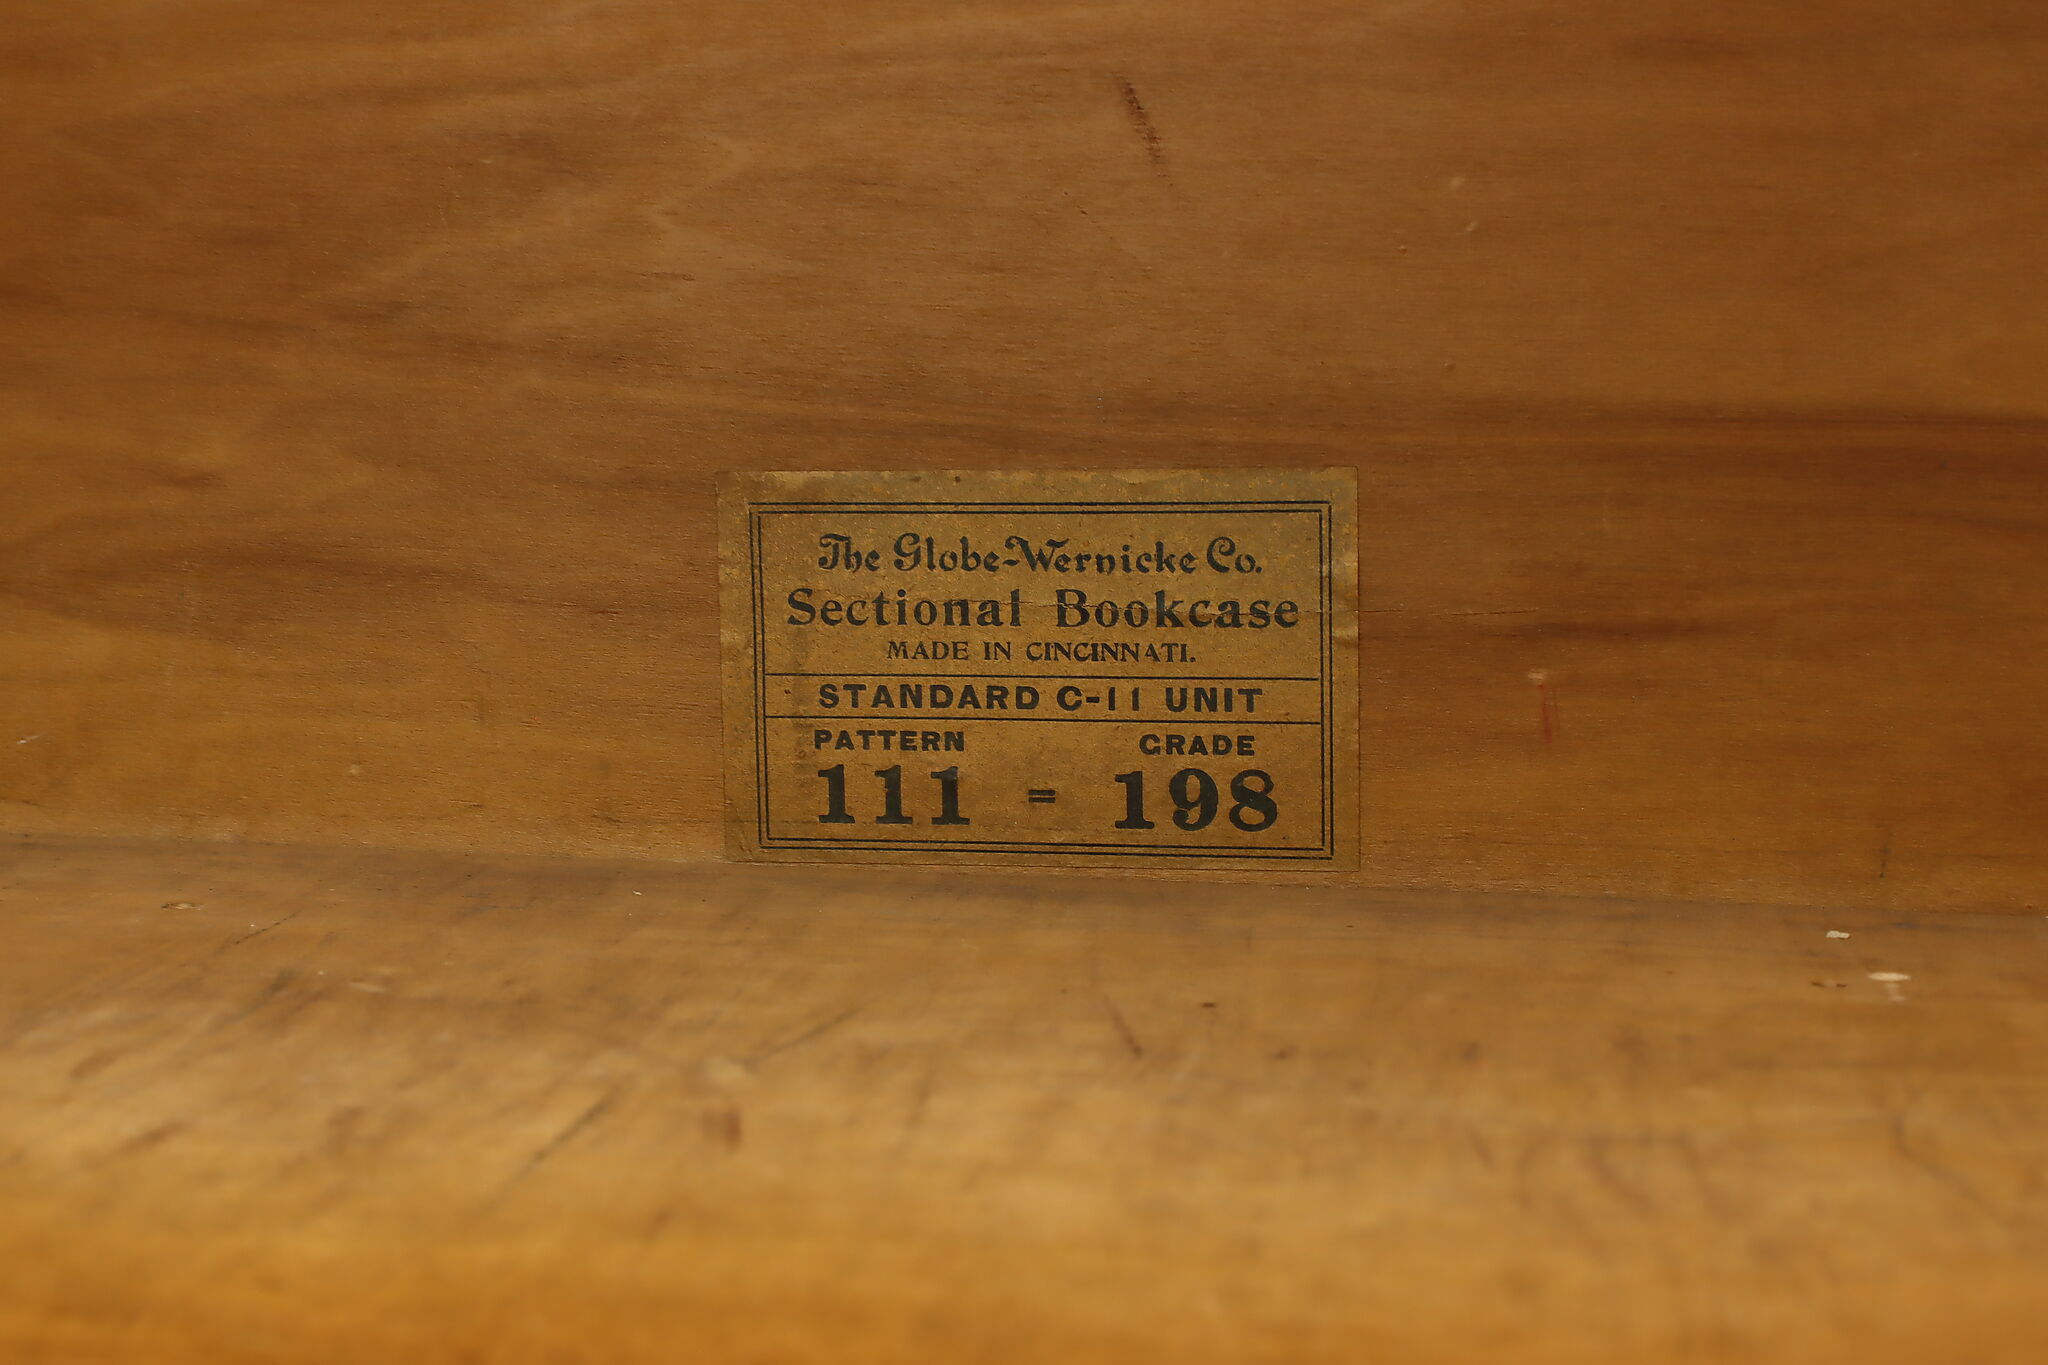 The Globe-Wernicke Co.
Sectional Bookcase
MADE IN CINCINNATI.
STANDARD C-11 UNIT
PATTERN GRADE
111 = 198